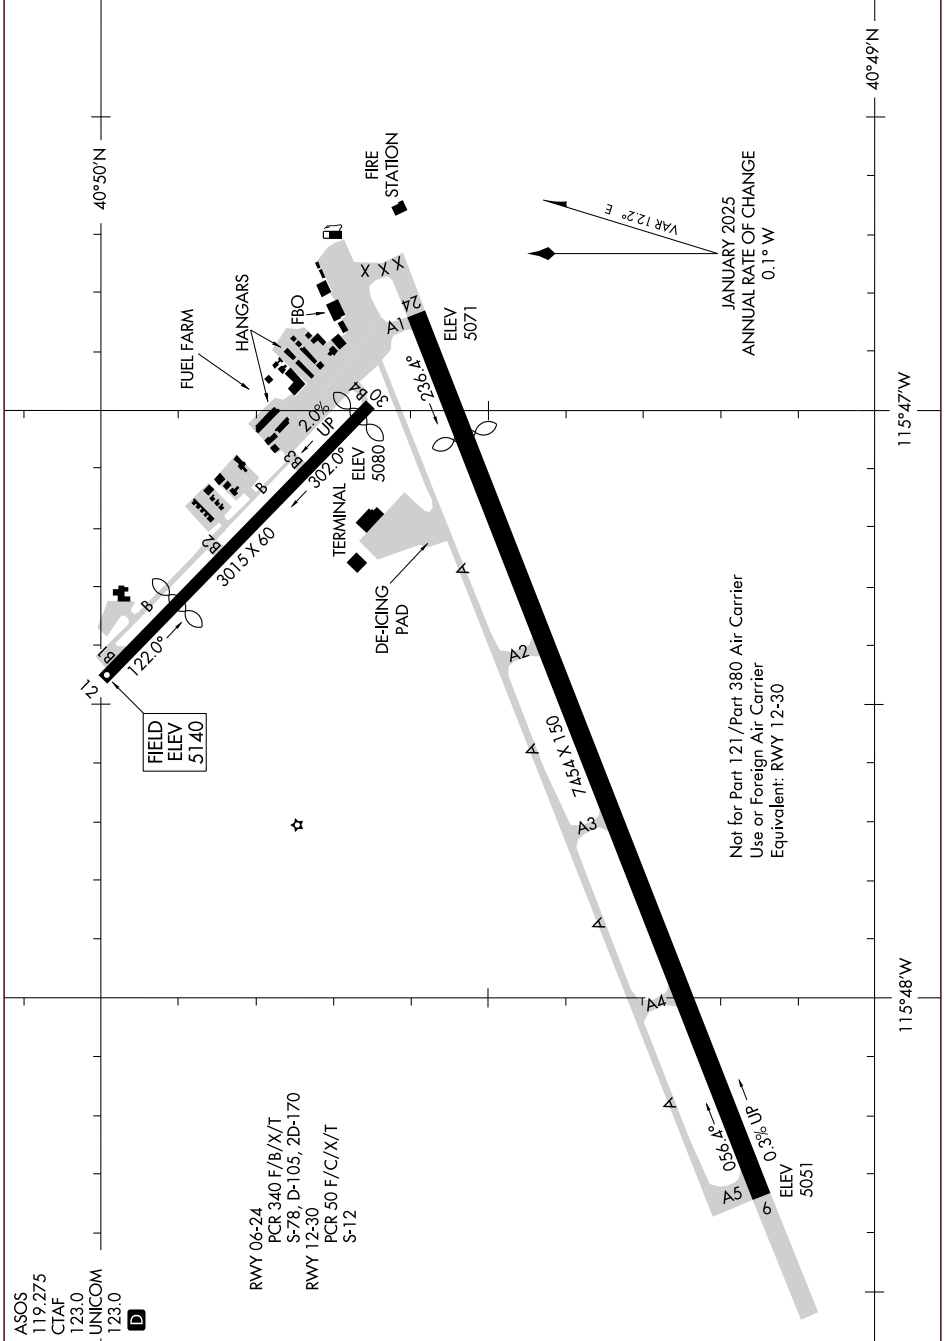 ASOS
119.275
CTAF
123.0
UNICOM
123.0
D
RWY 06-24
PCR 340 F/B/X/T
S-78, D-105, 2D-170
RWY 12-30
PCR 50 F/C/X/T
S-12
40°50'N
40°49'N
115°47'W
115°48'W
FIELD
ELEV
5140
12
122.0°
B1
B
B2
B
B3
B4
3015 X 60
302.0°
2.0%
UP
30
ELEV
5080
FUEL FARM
HANGARS
FBO
FIRE
STATION
TERMINAL
DE-ICING
PAD
X
X
X
A1
24
ELEV
5071
236.4°
A
A2
A
7454 X 150
A3
A
A4
A
A5
056.4°
0.3% UP
6
ELEV
5051
VAR 12.2° E
JANUARY 2025
ANNUAL RATE OF CHANGE
0.1° W
Not for Part 121/Part 380 Air Carrier
Use or Foreign Air Carrier
Equivalent: RWY 12-30